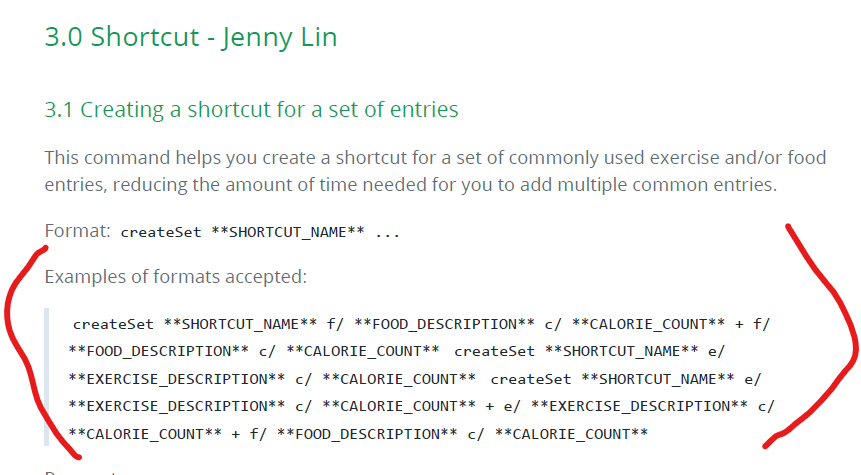 3.0 Shortcut - Jenny Lin
3.1 Creating a shortcut for a set of entries
This command helps you create a shortcut for a set of commonly used exercise and/or food
entries, reducing the amount of time needed for you to add multiple common entries.
Format: createSet **SHORTCUT_NAME** ...
Examples of formats accepted:
createSet **SHORTCUT_NAME** f/ **FOOD_DESCRIPTION** c/ **CALORIE_COUNT** + f/
**FOOD_DESCRIPTION** c/ **CALORIE_COUNT** createSet **SHORTCUT_NAME** e/
**EXERCISE_DESCRIPTION** c/ **CALORIE_COUNT** createSet **SHORTCUT_NAME** e/
**EXERCISE_DESCRIPTION** c/ **CALORIE_COUNT** + e/ **EXERCISE_DESCRIPTION** c/
**CALORIE_COUNT** + f/ **FOOD_DESCRIPTION** c/ **CALORIE_COUNT**